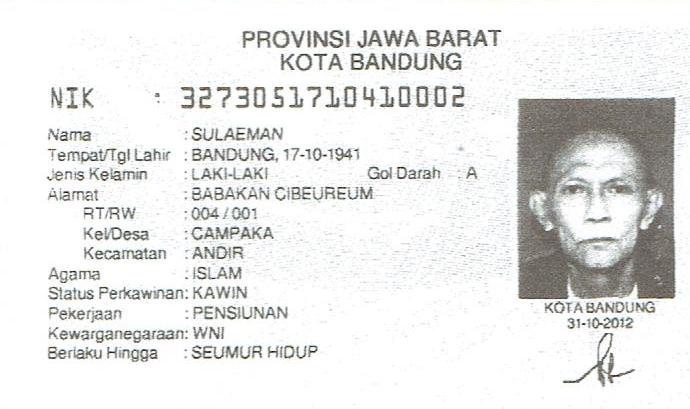 PROVINSI JAWA BARAT
KOTA BANDUNG
NIK : 3273051710410002
Nama : SULAEMAN
Tempat/Tgl Lahir : BANDUNG, 17-10-1941
Jenis Kelamin : LAKI-LAKI Gol Darah : A
Alamat : BABAKAN CIBEUREUM
RT/RW : 004 / 001
Kel/Desa : CAMPAKA
Kecamatan : ANDIR
Agama : ISLAM
Status Perkawinan: KAWIN
Pekerjaan : PENSIUNAN
Kewarganegaraan: WNI
Berlaku Hingga : SEUMUR HIDUP
KOTA BANDUNG
31-10-2012